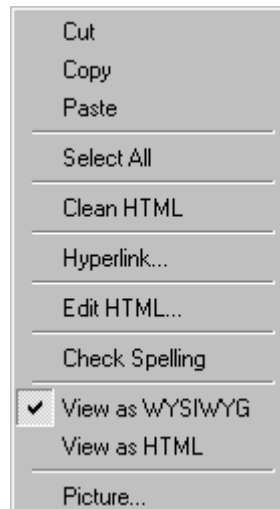 Cut
Copy
Paste
Select All
Clean HTML
Hyperlink...
Edit HTML...
Check Spelling
View as WYSIWYG
View as HTML
Picture...